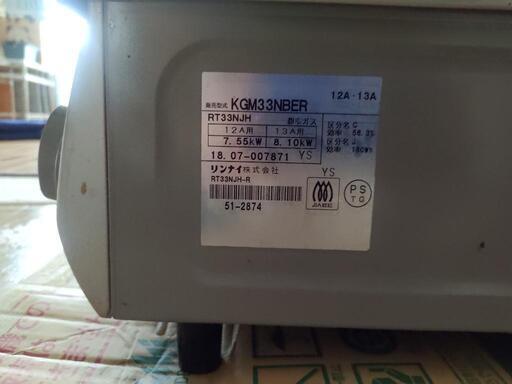 販売型式 KGM33NBER 12A・13A
RT33NJH 都市ガス
12A用 13A用
7.55kW 8.10kW
区分名 C
効率 56.3%
区分名 J
18.07-007871 YS
リンナイ株式会社
RT33NJH-R
51-2874
YS
JIA
PS
TG